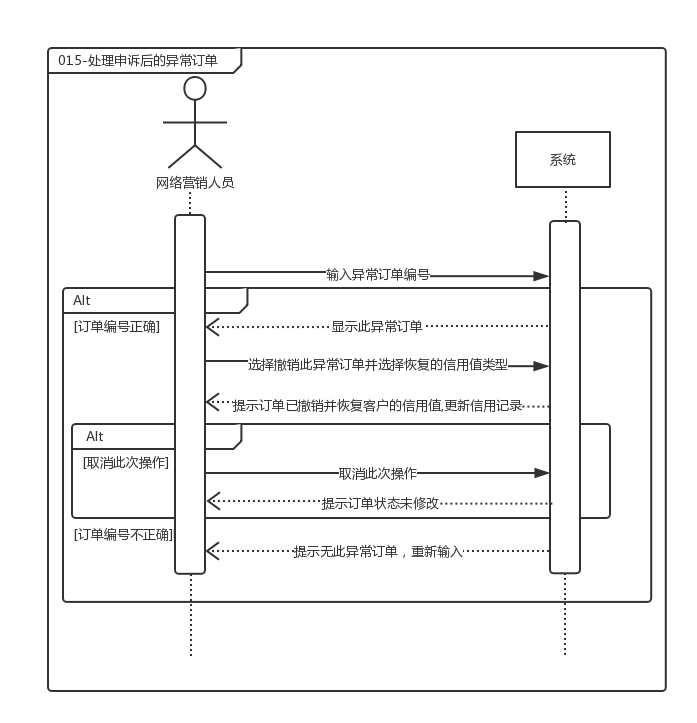 015-处理申诉后的异常订单
网络营销人员
系统
输入异常订单编号
Alt
[订单编号正确]
显示此异常订单
选择撤销此异常订单并选择恢复的信用值类型
提示订单已撤销并恢复客户的信用值,更新信用记录
Alt
[取消此次操作]
取消此次操作
提示订单状态未修改
[订单编号不正确]
提示无此异常订单，重新输入